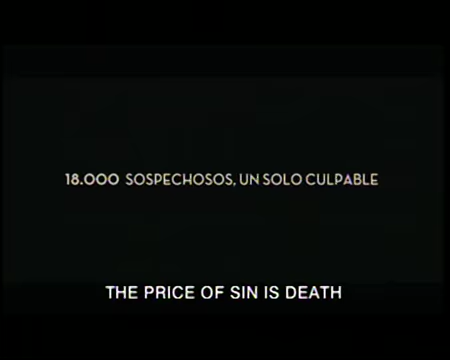 18.000 SOSPECHOSOS, UN SOLO CULPABLE
THE PRICE OF SIN IS DEATH